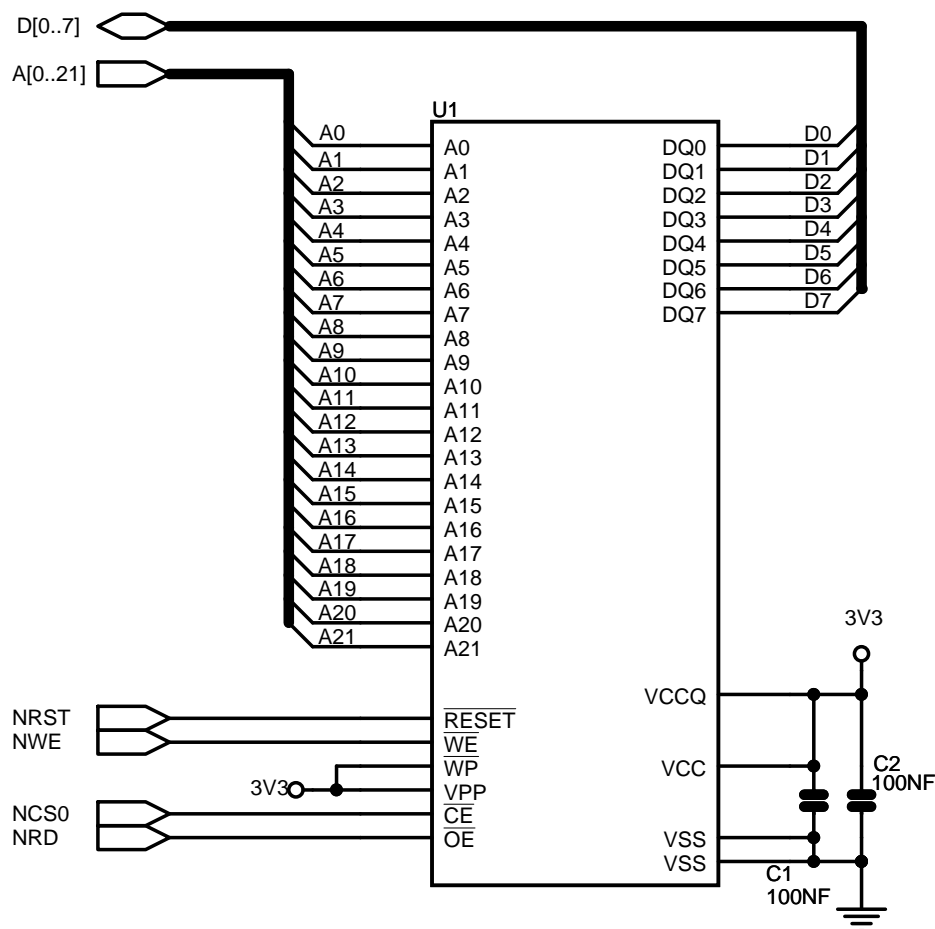 D[0..7]
A[0..21]
U1
A0 A0 DQ0 D0
A1 A1 DQ1 D1
A2 A2 DQ2 D2
A3 A3 DQ3 D3
A4 A4 DQ4 D4
A5 A5 DQ5 D5
A6 A6 DQ6 D6
A7 A7 DQ7 D7
A8 A8
A9 A9
A10 A10
A11 A11
A12 A12
A13 A13
A14 A14
A15 A15
A16 A16
A17 A17
A18 A18
A19 A19
A20 A20
A21 A21
3V3
VCCQ
NRST RESET
NWE WE
WP VCC C2
100NF
3V3 VPP
NCS0 CE
NRD OE VSS
VSS
C1
100NF